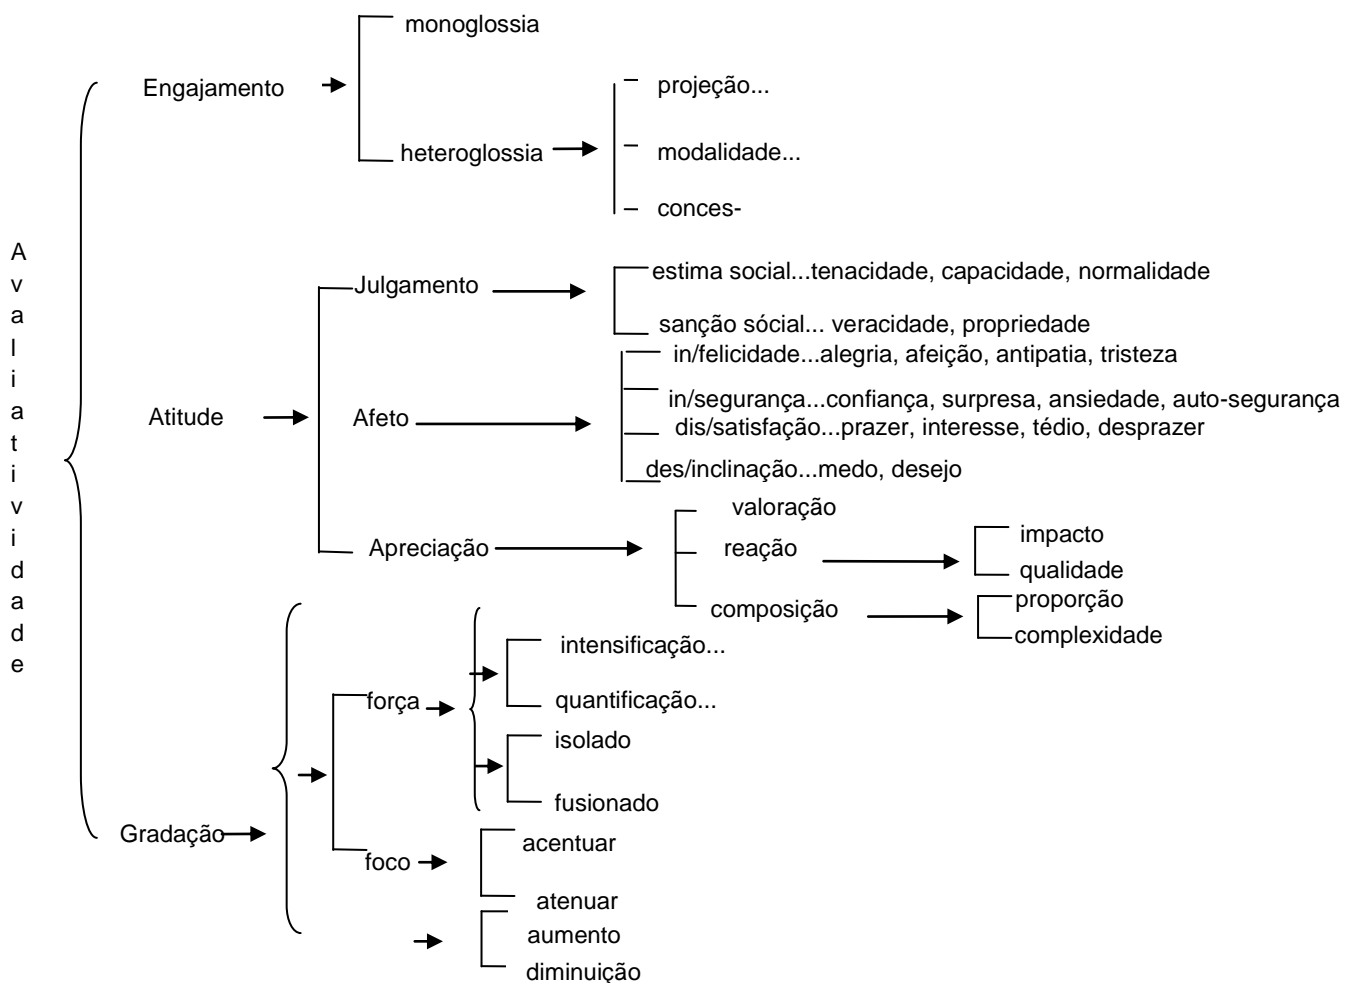 Avaliatividade
Engajamento
monoglossia
heteroglossia
projeção...
modalidade...
conces-
Atitude
Julgamento
estima social...tenacidade, capacidade, normalidade
sanção sócial... veracidade, propriedade
Afeto
in/felicidade...alegria, afeição, antipatia, tristeza
in/segurança...confiança, surpresa, ansiedade, auto-segurança
dis/satisfação...prazer, interesse, tédio, desprazer
des/inclinação...medo, desejo
Apreciação
valoração
reação
impacto
qualidade
composição
proporção
complexidade
Gradação
força
intensificação...
quantificação...
isolado
fusionado
foco
acentuar
atenuar
aumento
diminuição